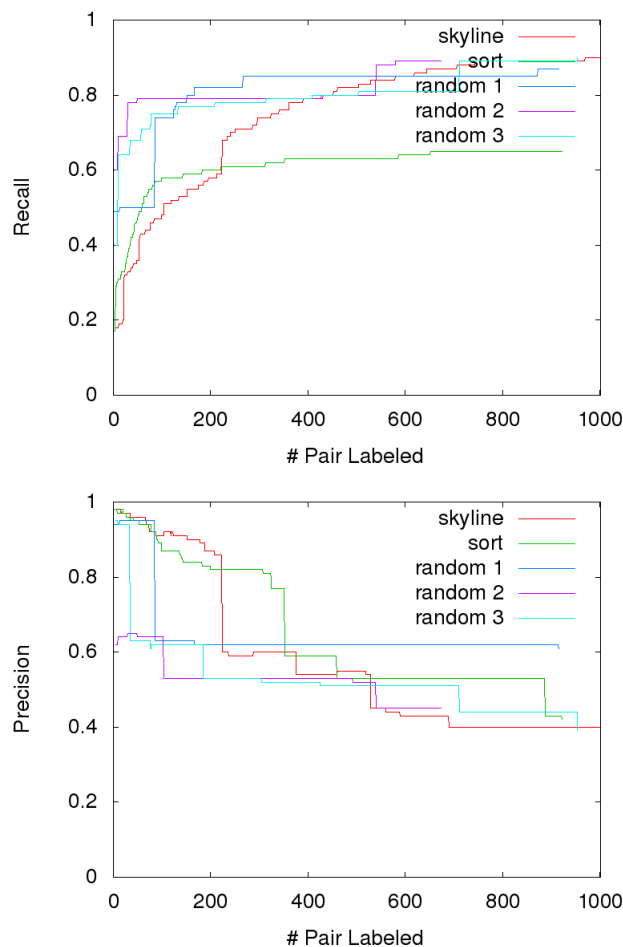 1
0.8
0.6
0.4
0.2
0
0
200
400
600
800
1000
Recall
# Pair Labeled
skyline
sort
random 1
random 2
random 3
1
0.8
0.6
0.4
0.2
0
0
200
400
600
800
1000
Precision
# Pair Labeled
skyline
sort
random 1
random 2
random 3